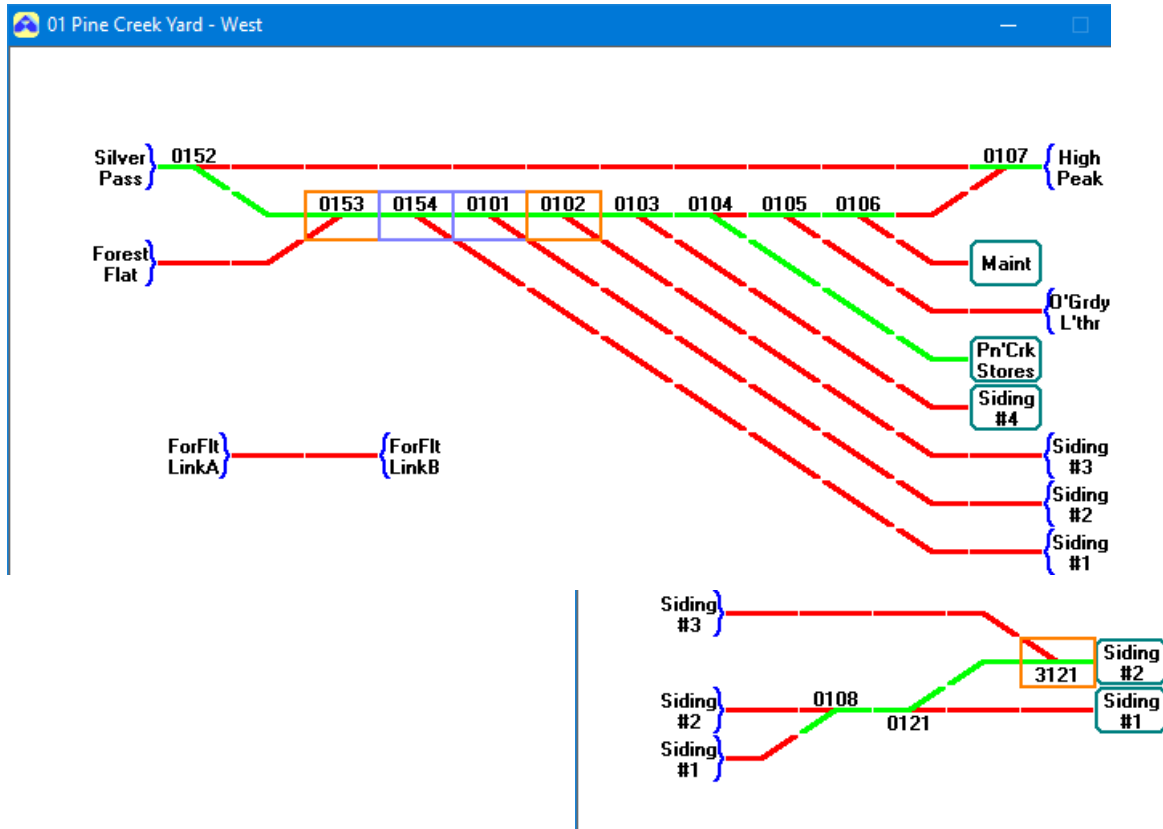 01 Pine Creek Yard - West
Silver
Pass
0152
0107
High
Peak
0153
0154
0101
0102
0103
0104
0105
0106
Forest
Flat
Maint
O'Grdy
L'thr
Pn'Crk
Stores
Siding
#4
ForFlt
LinkA
ForFlt
LinkB
Siding
#3
Siding
#2
Siding
#1
Siding
#3
3121
Siding
#2
Siding
#2
0108
0121
Siding
#1
Siding
#1